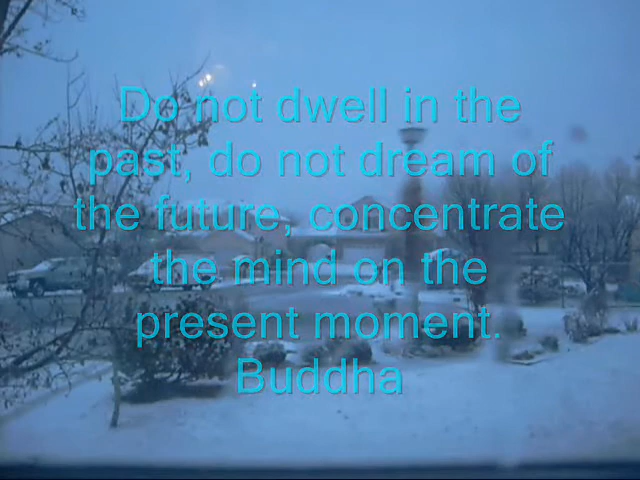 Do not dwell in the
past, do not dream of
the future, concentrate
the mind on the
present moment.
Buddha